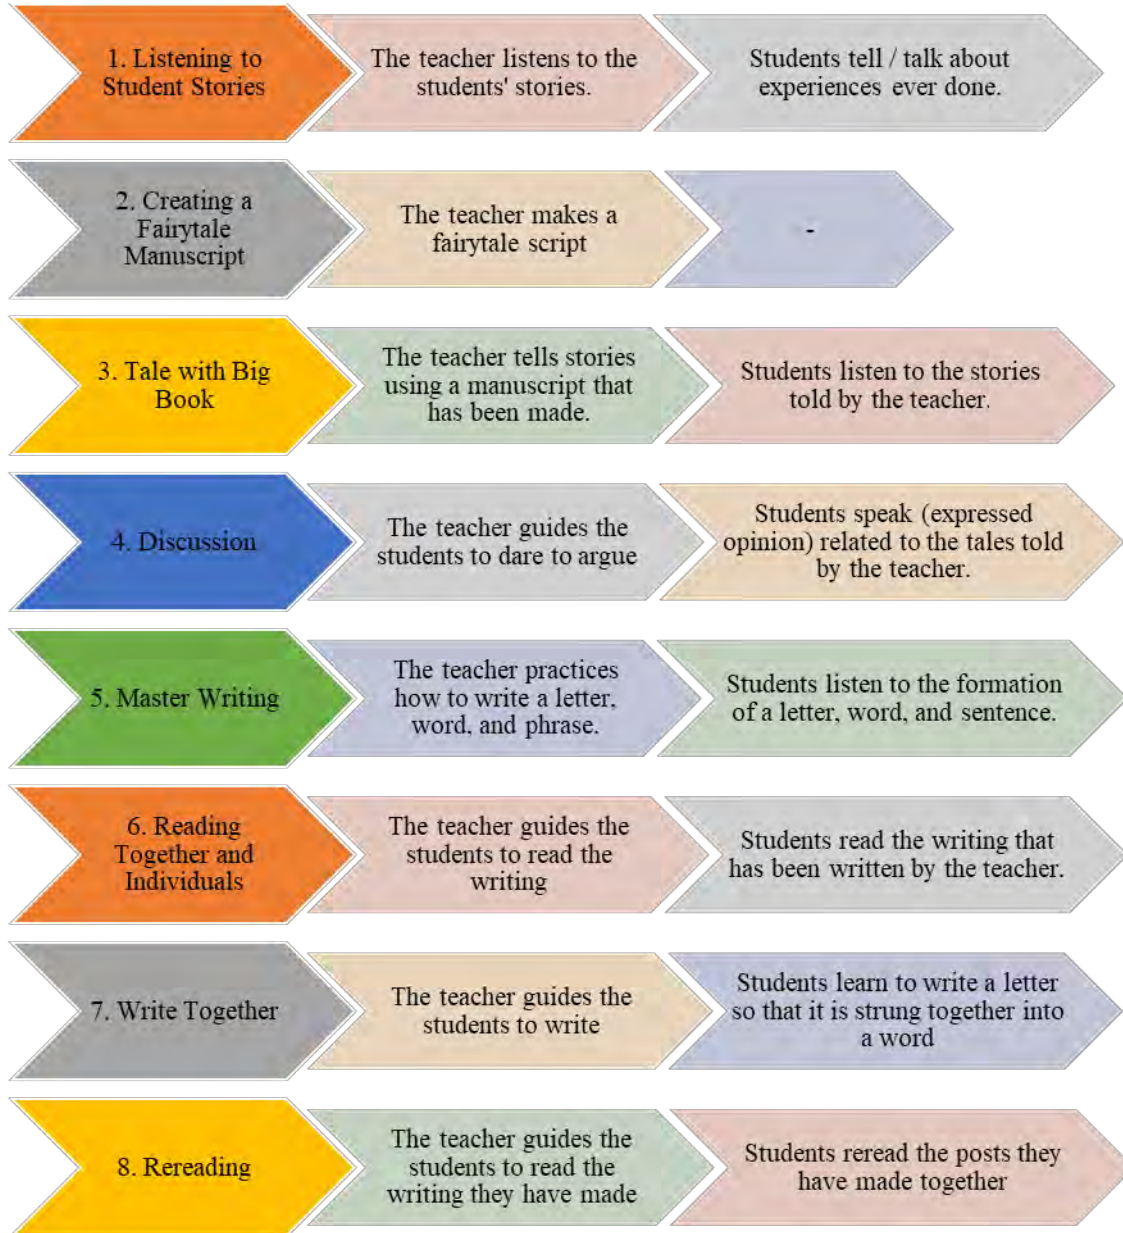 1. Listening to
Student Stories
The teacher listens to the
students' stories.
Students tell / talk about
experiences ever done.
2. Creating a
Fairytale
Manuscript
The teacher makes a
fairytale script
-
3. Tale with Big
Book
The teacher tells stories
using a manuscript that
has been made.
Students listen to the stories
told by the teacher.
4. Discussion
The teacher guides the
students to dare to argue
Students speak (expressed
opinion) related to the tales told
by the teacher.
5. Master Writing
The teacher practices
how to write a letter,
word, and phrase.
Students listen to the formation
of a letter, word, and sentence.
6. Reading
Together and
Individuals
The teacher guides the
students to read the
writing
Students read the writing that
has been written by the teacher.
7. Write Together
The teacher guides the
students to write
Students learn to write a letter
so that it is strung together into
a word
8. Rereading
The teacher guides the
students to read the
writing they have made
Students reread the posts they
have made together